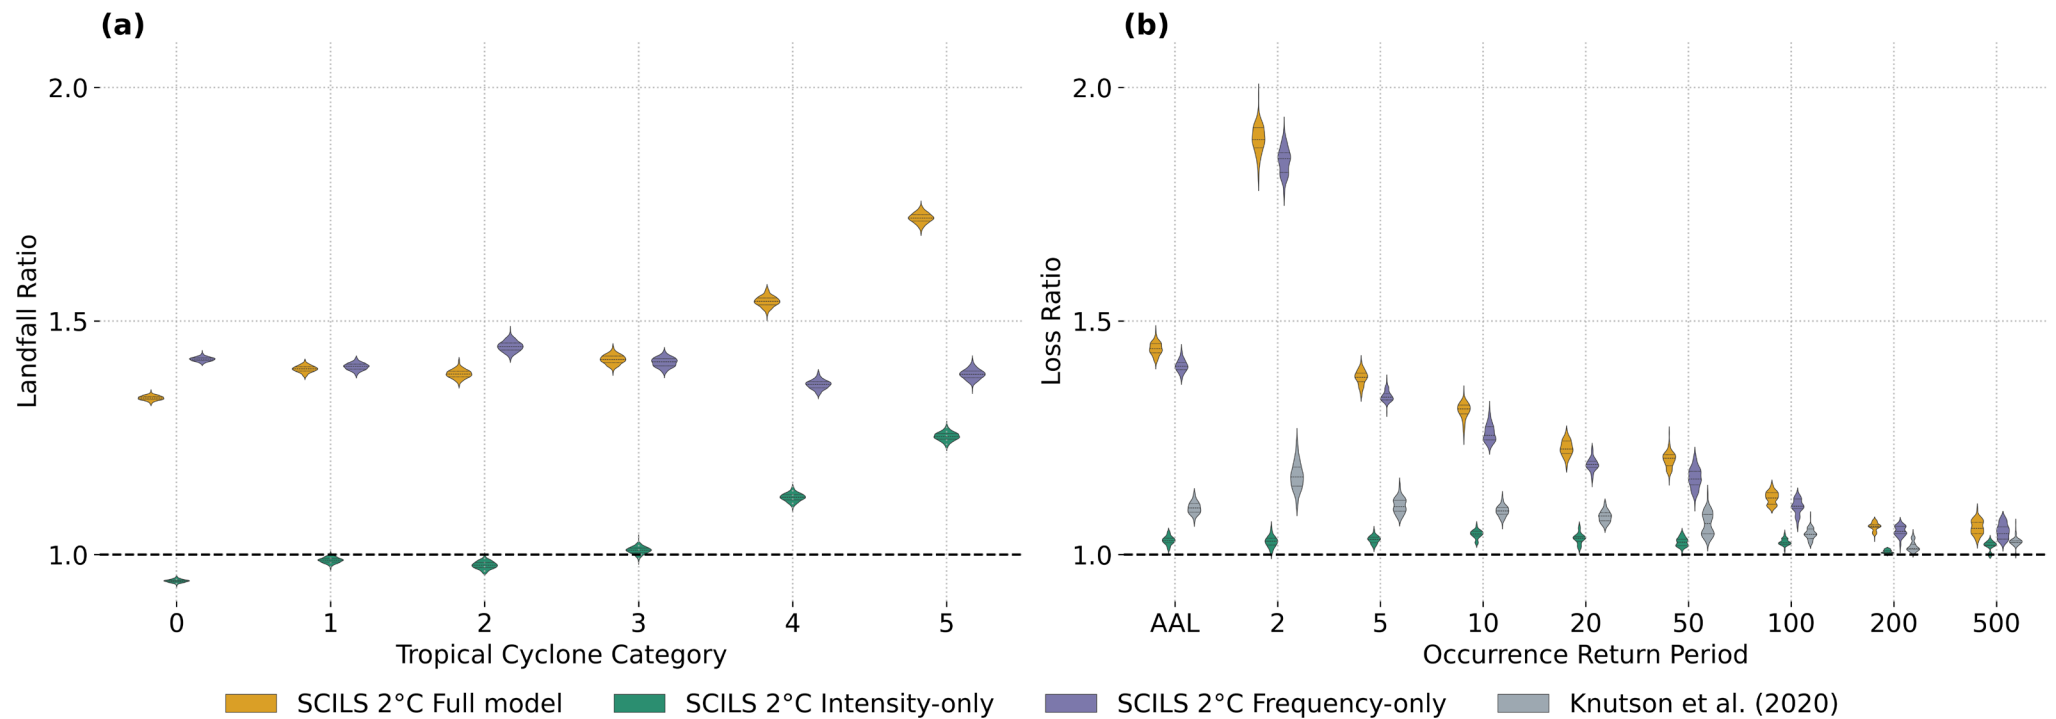 (a)
Landfall Ratio
2.0
1.5
1.0
0 1 2 3 4 5
Tropical Cyclone Category
(b)
Loss Ratio
2.0
1.5
1.0
AAL 2 5 10 20 50 100 200 500
Occurrence Return Period
SCILS 2°C Full model SCILS 2°C Intensity-only SCILS 2°C Frequency-only Knutson et al. (2020)